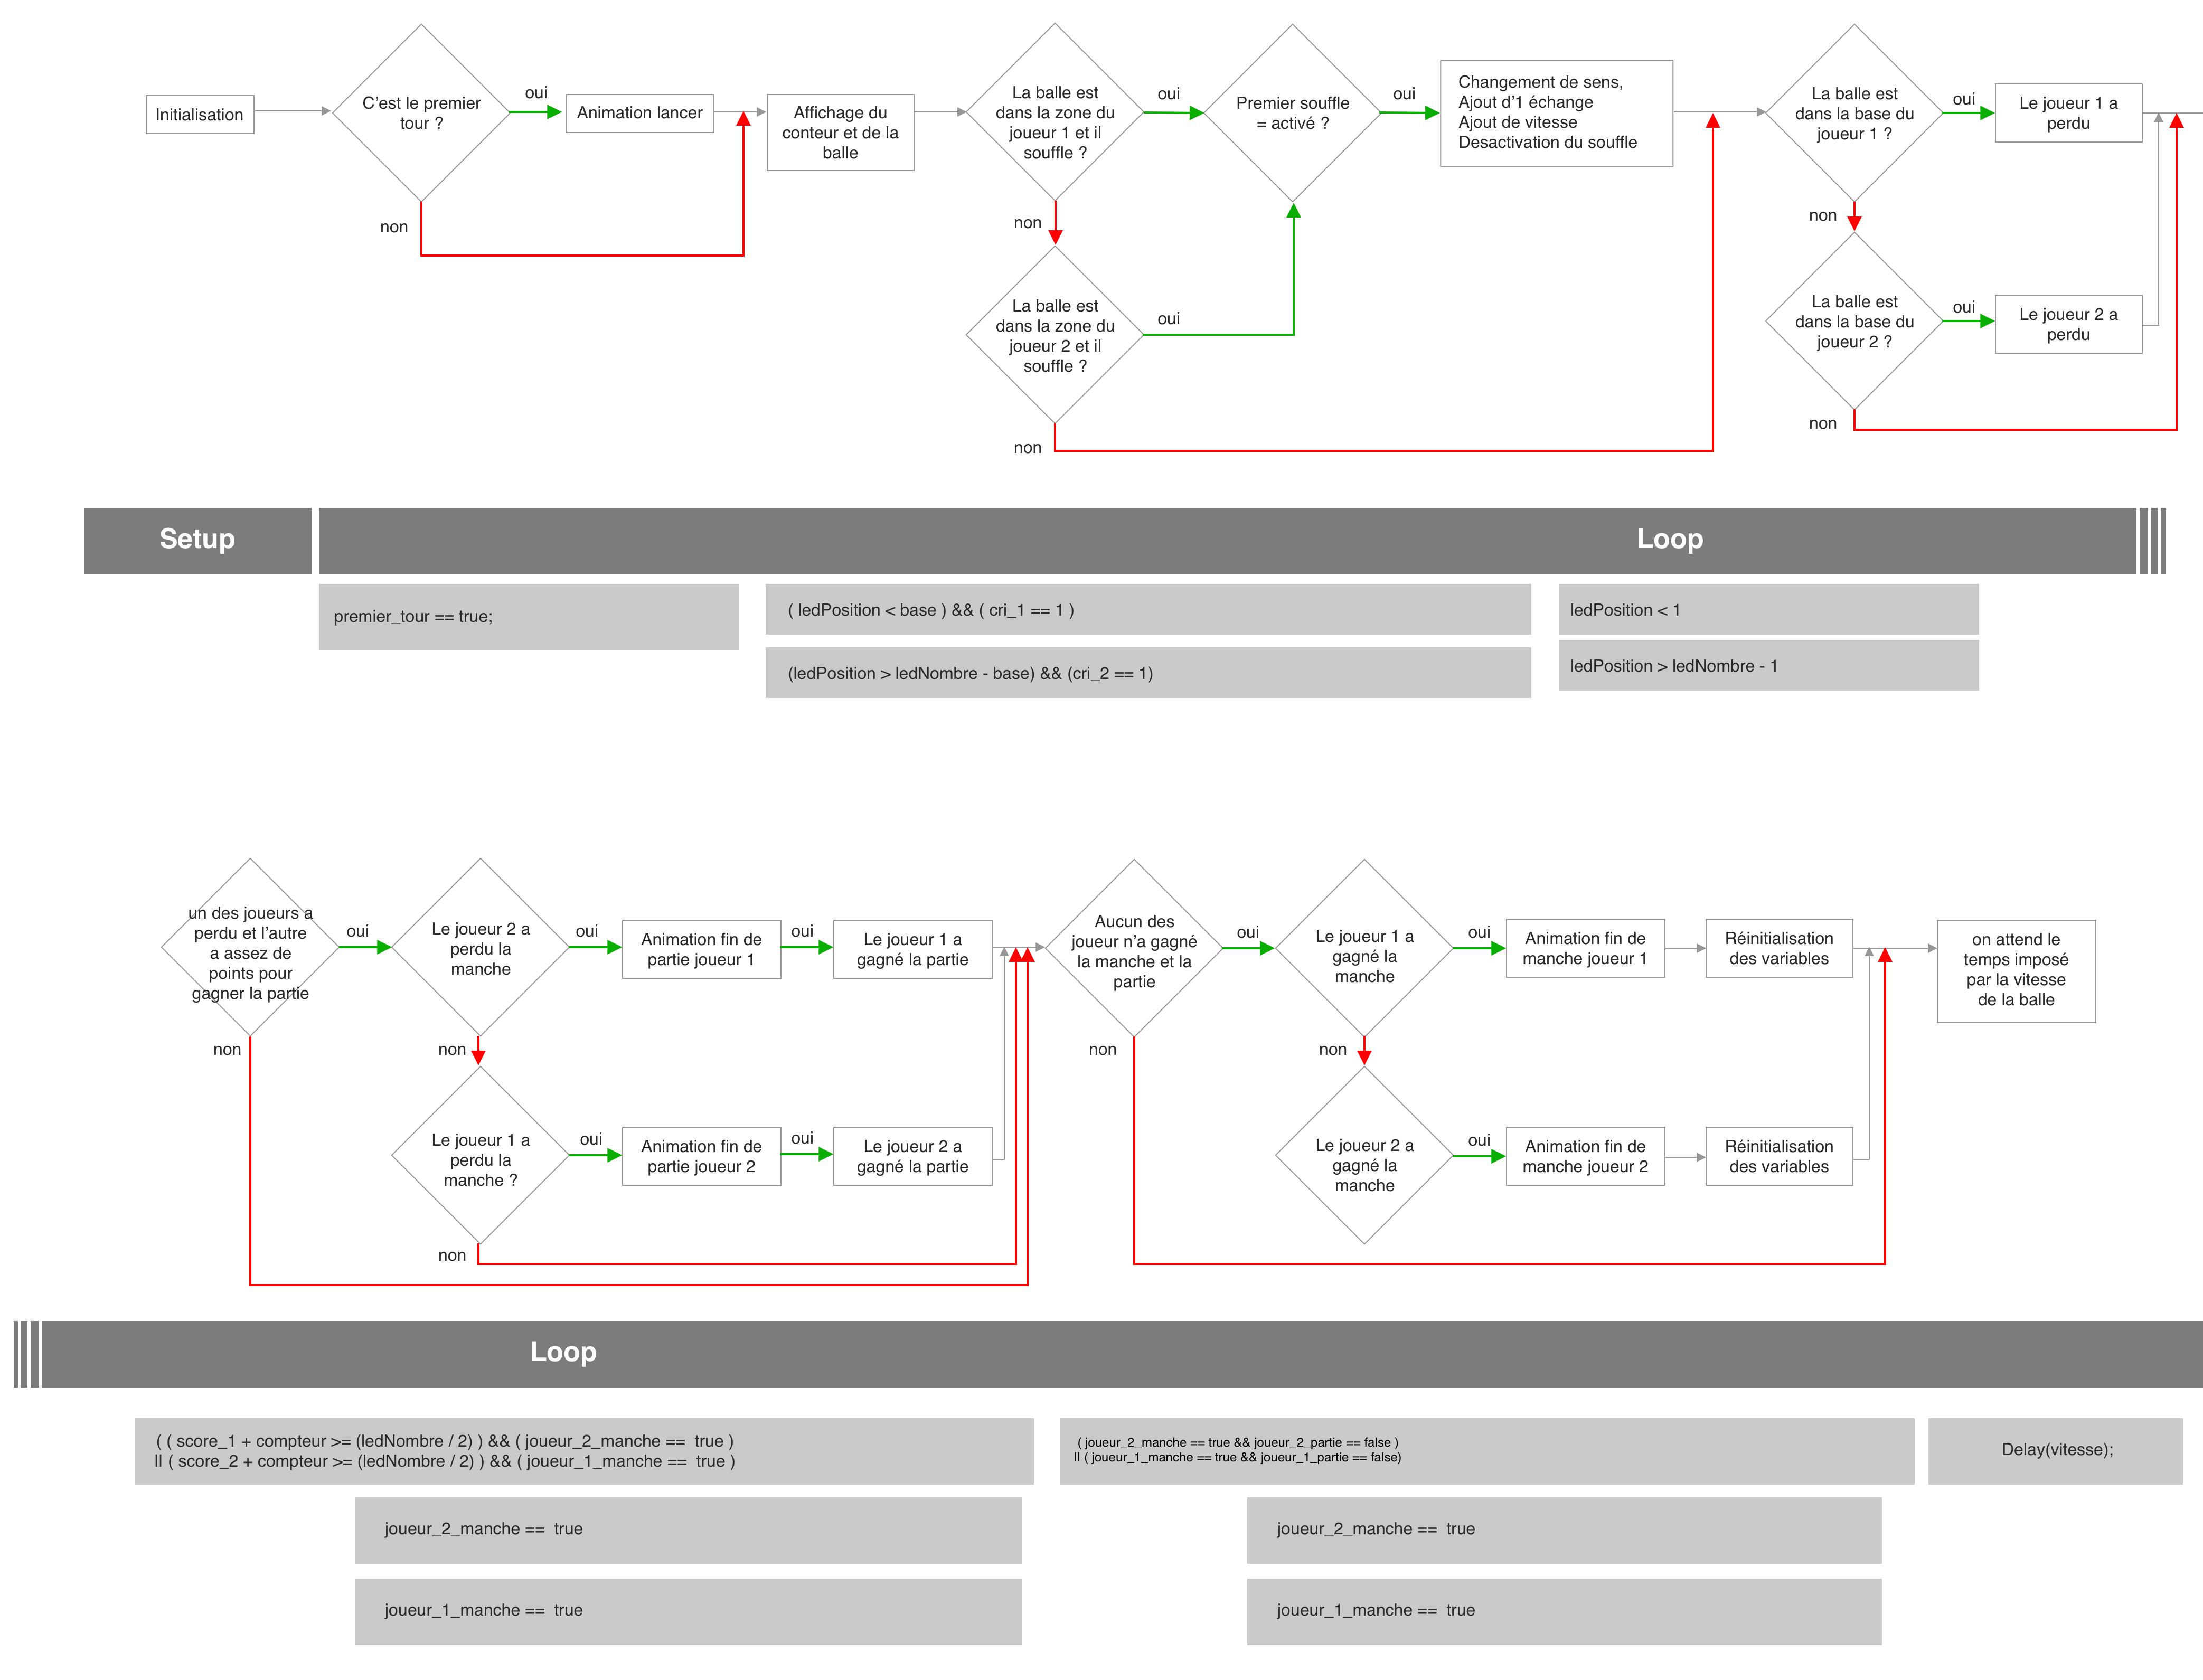 Initialisation
C'est le premier
tour ?
oui
non
Animation lancer
Affichage du
conteur et de la
balle
La balle est
dans la zone du
joueur 1 et il
souffle ?
oui
non
La balle est
dans la zone du
joueur 2 et il
souffle ?
oui
non
Premier souffle
= activé ?
oui
Changement de sens,
Ajout d'1 échange
Ajout de vitesse
Desactivation du souffle
La balle est
dans la base du
joueur 1 ?
oui
non
Le joueur 1 a
perdu
La balle est
dans la base du
joueur 2 ?
oui
non
Le joueur 2 a
perdu
Setup
Loop
premier_tour == true;
( ledPosition < base ) && ( cri_1 == 1 )
(ledPosition > ledNombre - base) && (cri_2 == 1)
ledPosition < 1
ledPosition > ledNombre - 1
un des joueurs a
perdu et l'autre
a assez de
points pour
gagner la partie
oui
non
Le joueur 2 a
perdu la
manche
oui
non
Animation fin de
partie joueur 1
oui
Le joueur 1 a
gagné la partie
Le joueur 1 a
perdu la
manche ?
oui
non
Animation fin de
partie joueur 2
oui
Le joueur 2 a
gagné la partie
Aucun des
joueur n'a gagné
la manche et la
partie
oui
non
Le joueur 1 a
gagné la
manche
oui
non
Animation fin de
manche joueur 1
Réinitialisation
des variables
Le joueur 2 a
gagné la
manche
oui
Animation fin de
manche joueur 2
Réinitialisation
des variables
on attend le
temps imposé
par la vitesse
de la balle
Loop
( ( score_1 + compteur >= (ledNombre / 2) ) && ( joueur_2_manche == true )
|| ( score_2 + compteur >= (ledNombre / 2) ) && ( joueur_1_manche == true )
( joueur_2_manche == true && joueur_2_partie == false )
|| ( joueur_1_manche == true && joueur_1_partie == false)
Delay(vitesse);
joueur_2_manche == true
joueur_1_manche == true
joueur_2_manche == true
joueur_1_manche == true